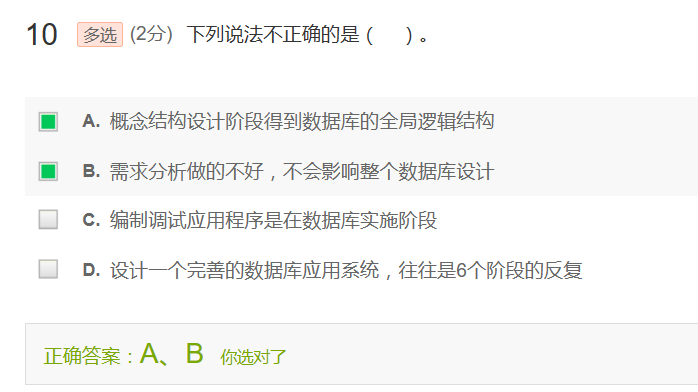 10 多选 (2分) 下列说法不正确的是（ ）。
A. 概念结构设计阶段得到数据库的全局逻辑结构
B. 需求分析做的不好，不会影响整个数据库设计
C. 编制调试应用程序是在数据库实施阶段
D. 设计一个完善的数据库应用系统，往往是6个阶段的反复
正确答案：A、B 你选对了